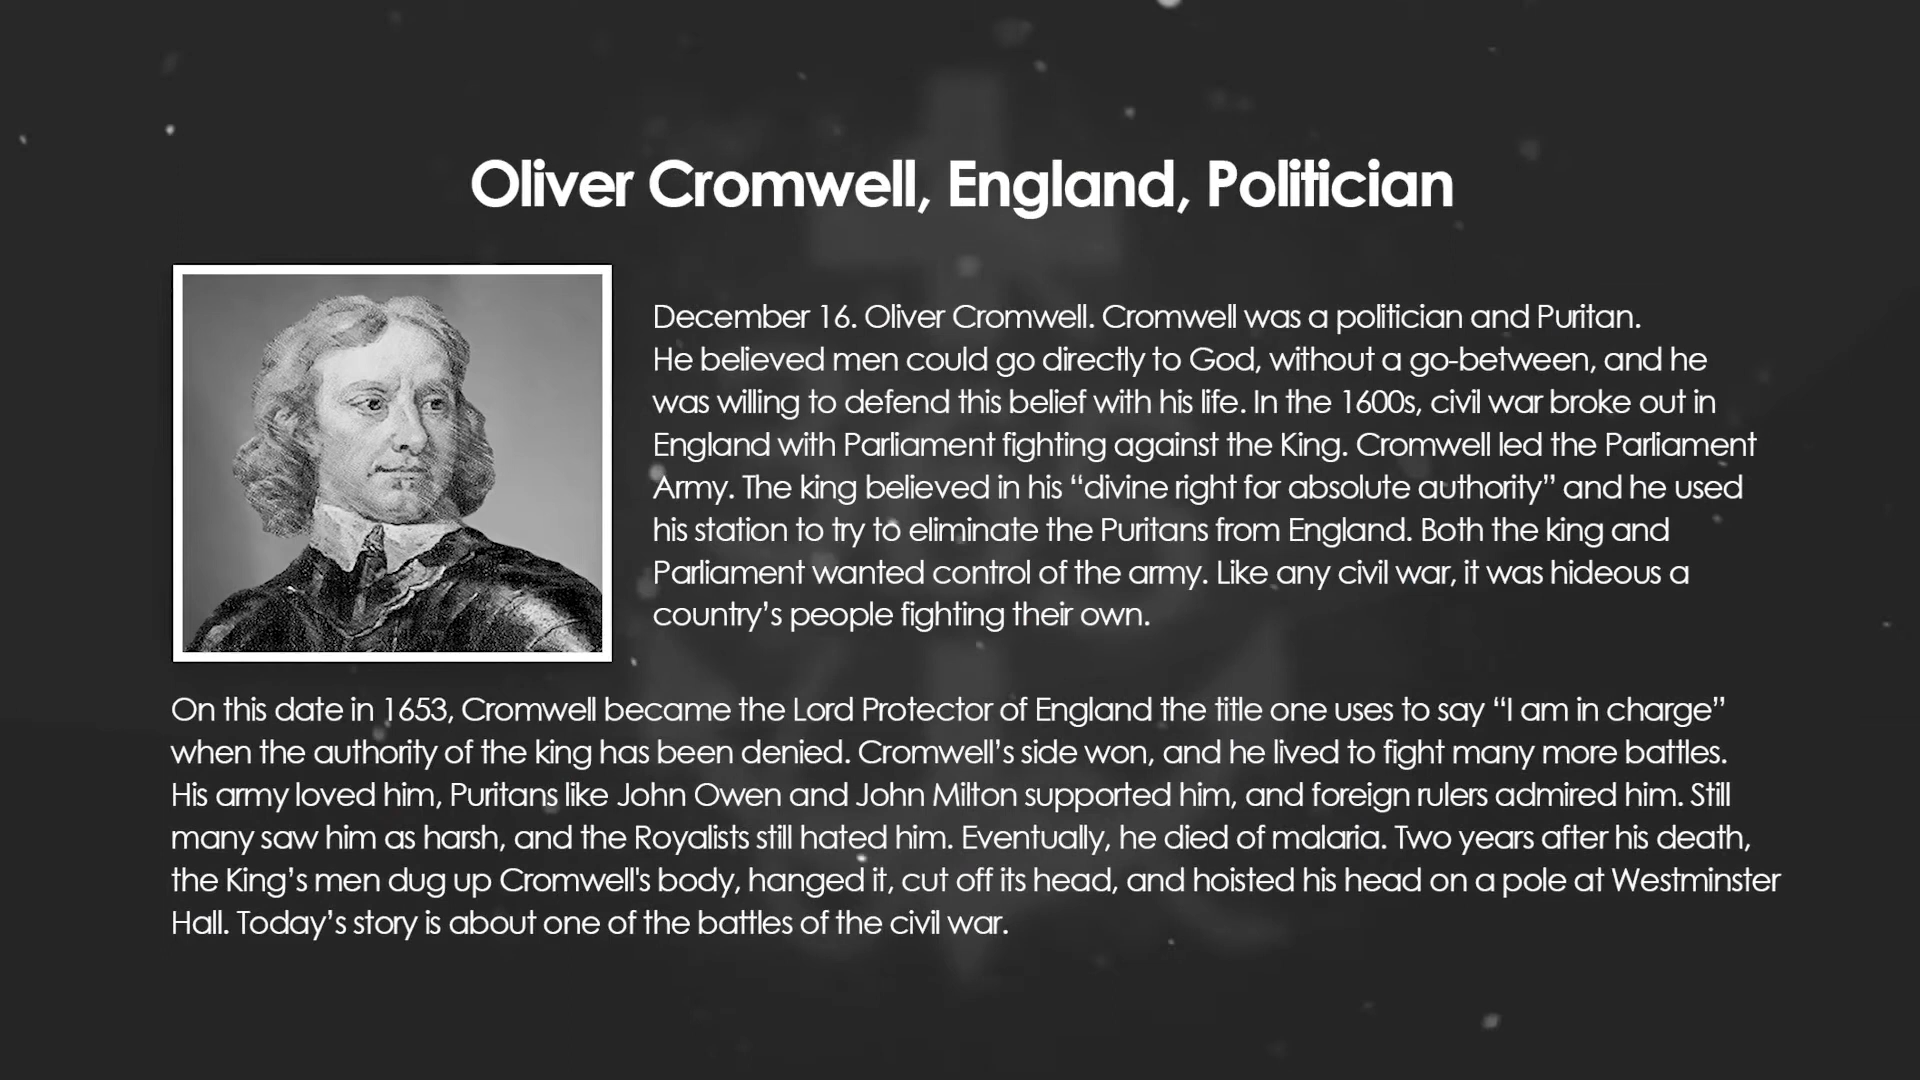 Oliver Cromwell, England, Politician
December 16. Oliver Cromwell. Cromwell was a politician and Puritan.
He believed men could go directly to God, without a go-between, and he
was willing to defend this belief with his life. In the 1600s, civil war broke out in
England with Parliament fighting against the King. Cromwell led the Parliament
Army. The king believed in his “divine right for absolute authority” and he used
his station to try to eliminate the Puritans from England. Both the king and
Parliament wanted control of the army. Like any civil war, it was hideous a
country’s people fighting their own.
On this date in 1653, Cromwell became the Lord Protector of England the title one uses to say “I am in charge”
when the authority of the king has been denied. Cromwell’s side won, and he lived to fight many more battles.
His army loved him, Puritans like John Owen and John Milton supported him, and foreign rulers admired him. Still
many saw him as harsh, and the Royalists still hated him. Eventually, he died of malaria. Two years after his death,
the King’s men dug up Cromwell's body, hanged it, cut off its head, and hoisted his head on a pole at Westminster
Hall. Today’s story is about one of the battles of the civil war.